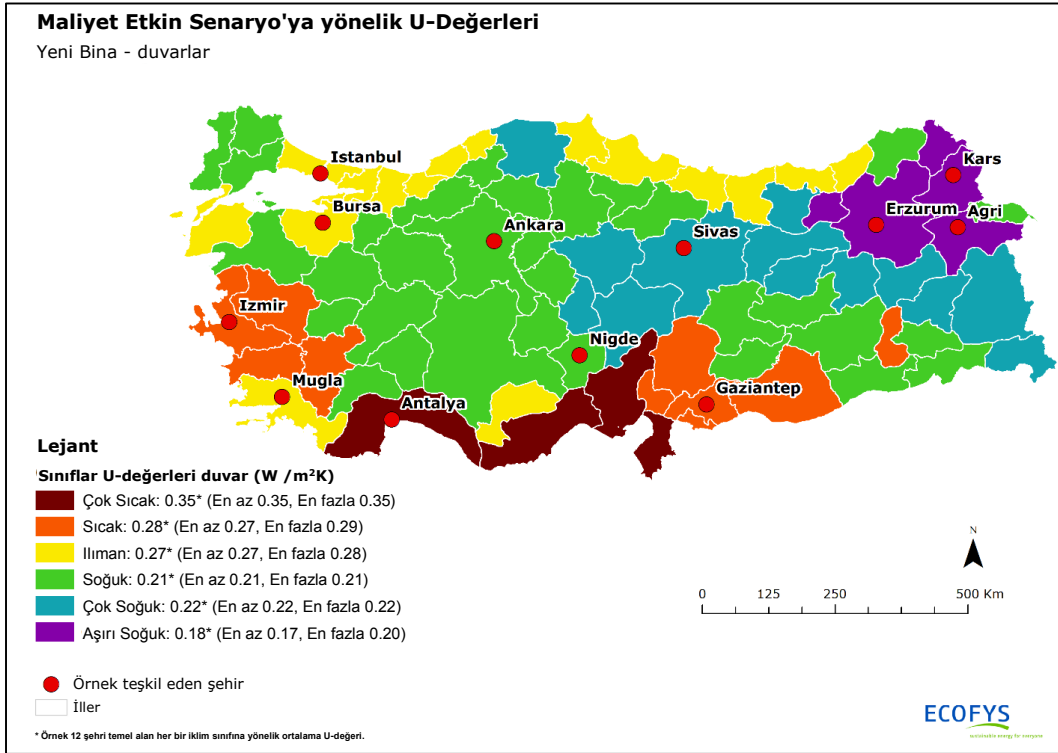 Maliyet Etkin Senaryo'ya yönelik U-Değerleri
Yeni Bina - duvarlar
Istanbul
Kars
Bursa
Erzurum
Agri
Ankara
Sivas
Izmir
Nigde
Mugla
Antalya
Gaziantep
Lejant
Sınıflar U-değerleri duvar (W /m²K)
Çok Sıcak: 0.35* (En az 0.35, En fazla 0.35)
Sıcak: 0.28* (En az 0.27, En fazla 0.29)
Ilıman: 0.27* (En az 0.27, En fazla 0.28)
Soğuk: 0.21* (En az 0.21, En fazla 0.21)
Çok Soğuk: 0.22* (En az 0.22, En fazla 0.22)
Aşırı Soğuk: 0.18* (En az 0.17, En fazla 0.20)
N
0 125 250 500 Km
Örnek teşkil eden şehir
İller
* Örnek 12 şehri temel alan her bir iklim sınıfına yönelik ortalama U-değeri.
ECOFYS
sustainable energy for everyone